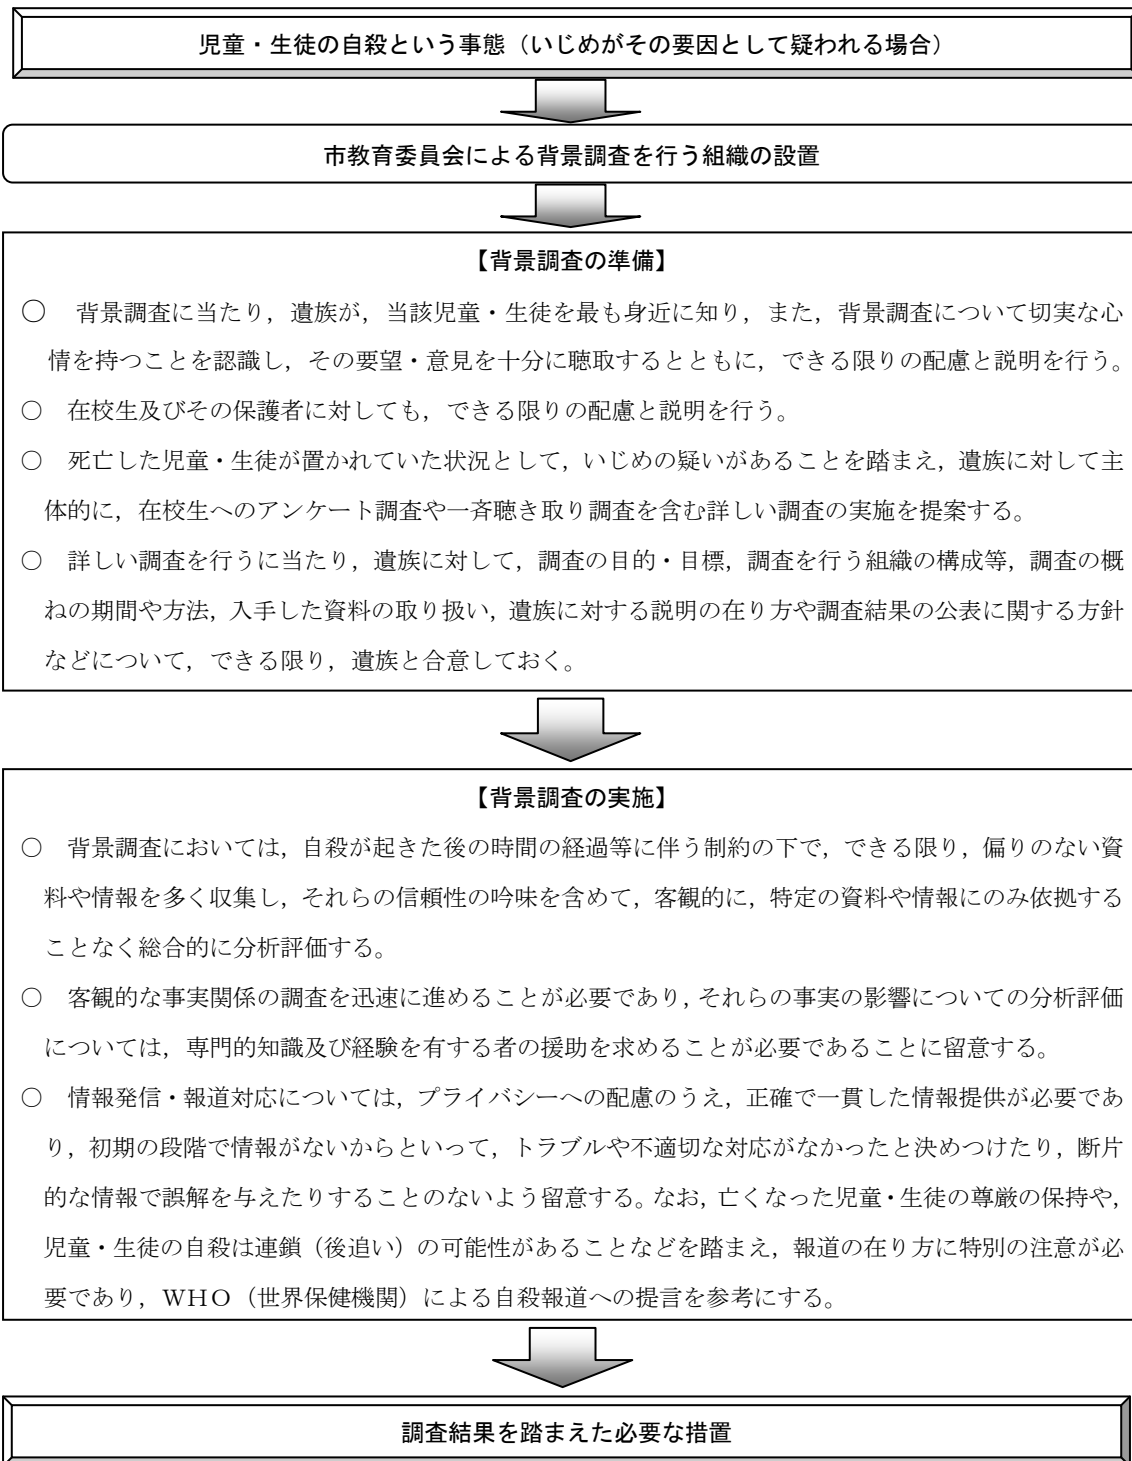 児童・生徒の自殺という事態（いじめがその要因として疑われる場合）
市教育委員会による背景調査を行う組織の設置
【背景調査の準備】
○　背景調査に当たり，遺族が，当該児童・生徒を最も身近に知り，また，背景調査について切実な心
情を持つことを認識し，その要望・意見を十分に聴取するとともに，できる限りの配慮と説明を行う。
○　在校生及びその保護者に対しても，できる限りの配慮と説明を行う。
○　死亡した児童・生徒が置かれていた状況として，いじめの疑いがあることを踏まえ，遺族に対して主
体的に，在校生へのアンケート調査や一斉聴き取り調査を含む詳しい調査の実施を提案する。
○　詳しい調査を行うに当たり，遺族に対して，調査の目的・目標，調査を行う組織の構成等，調査の概
ねの期間や方法，入手した資料の取り扱い，遺族に対する説明の在り方や調査結果の公表に関する方針
などについて，できる限り，遺族と合意しておく。
【背景調査の実施】
○　背景調査においては，自殺が起きた後の時間の経過等に伴う制約の下で，できる限り，偏りのない資
料や情報を多く収集し，それらの信頼性の吟味を含めて，客観的に，特定の資料や情報にのみ依拠する
ことなく総合的に分析評価する。
○　客観的な事実関係の調査を迅速に進めることが必要であり，それらの事実の影響についての分析評価
については，専門的知識及び経験を有する者の援助を求めることが必要であることに留意する。
○　情報発信・報道対応については，プライバシーへの配慮のうえ，正確で一貫した情報提供が必要であ
り，初期の段階で情報がないからといって，トラブルや不適切な対応がなかったと決めつけたり，断片
的な情報で誤解を与えたりすることのないよう留意する。なお，亡くなった児童・生徒の尊厳の保持や，
児童・生徒の自殺は連鎖（後追い）の可能性があることなどを踏まえ，報道の在り方に特別の注意が必
要であり，ＷＨＯ（世界保健機関）による自殺報道への提言を参考にする。
調査結果を踏まえた必要な措置